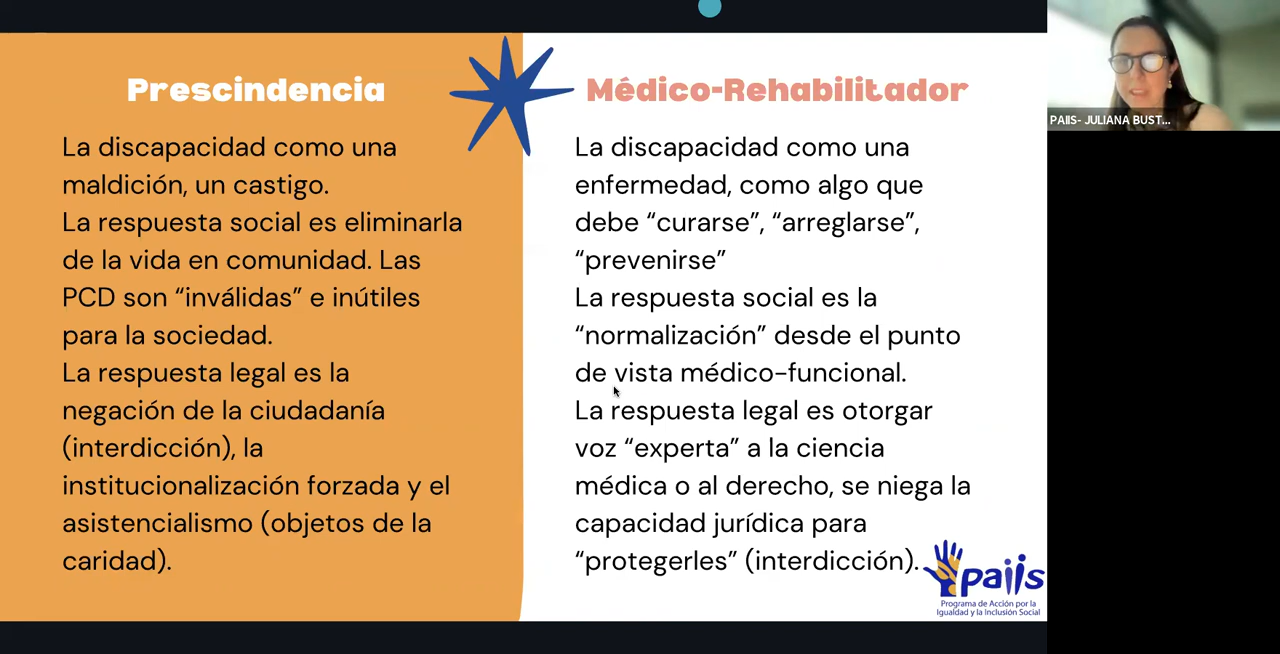 Prescindencia
La discapacidad como una
maldición, un castigo.
La respuesta social es eliminarla
de la vida en comunidad. Las
PCD son “inválidas” e inútiles
para la sociedad.
La respuesta legal es la
negación de la ciudadanía
(interdicción), la
institucionalización forzada y el
asistencialismo (objetos de la
caridad).
Médico-Rehabilitador
La discapacidad como una
enfermedad, como algo que
debe “curarse”, “arreglarse”,
“prevenirse”
La respuesta social es la
“normalización” desde el punto
de vista médico-funcional.
La respuesta legal es otorgar
voz “experta” a la ciencia
médica o al derecho, se niega la
capacidad jurídica para
“protegerles” (interdicción).
paiis
Programa de Acción por la
Igualdad y la Inclusión Social
PAIIS- JULIANA BUST...